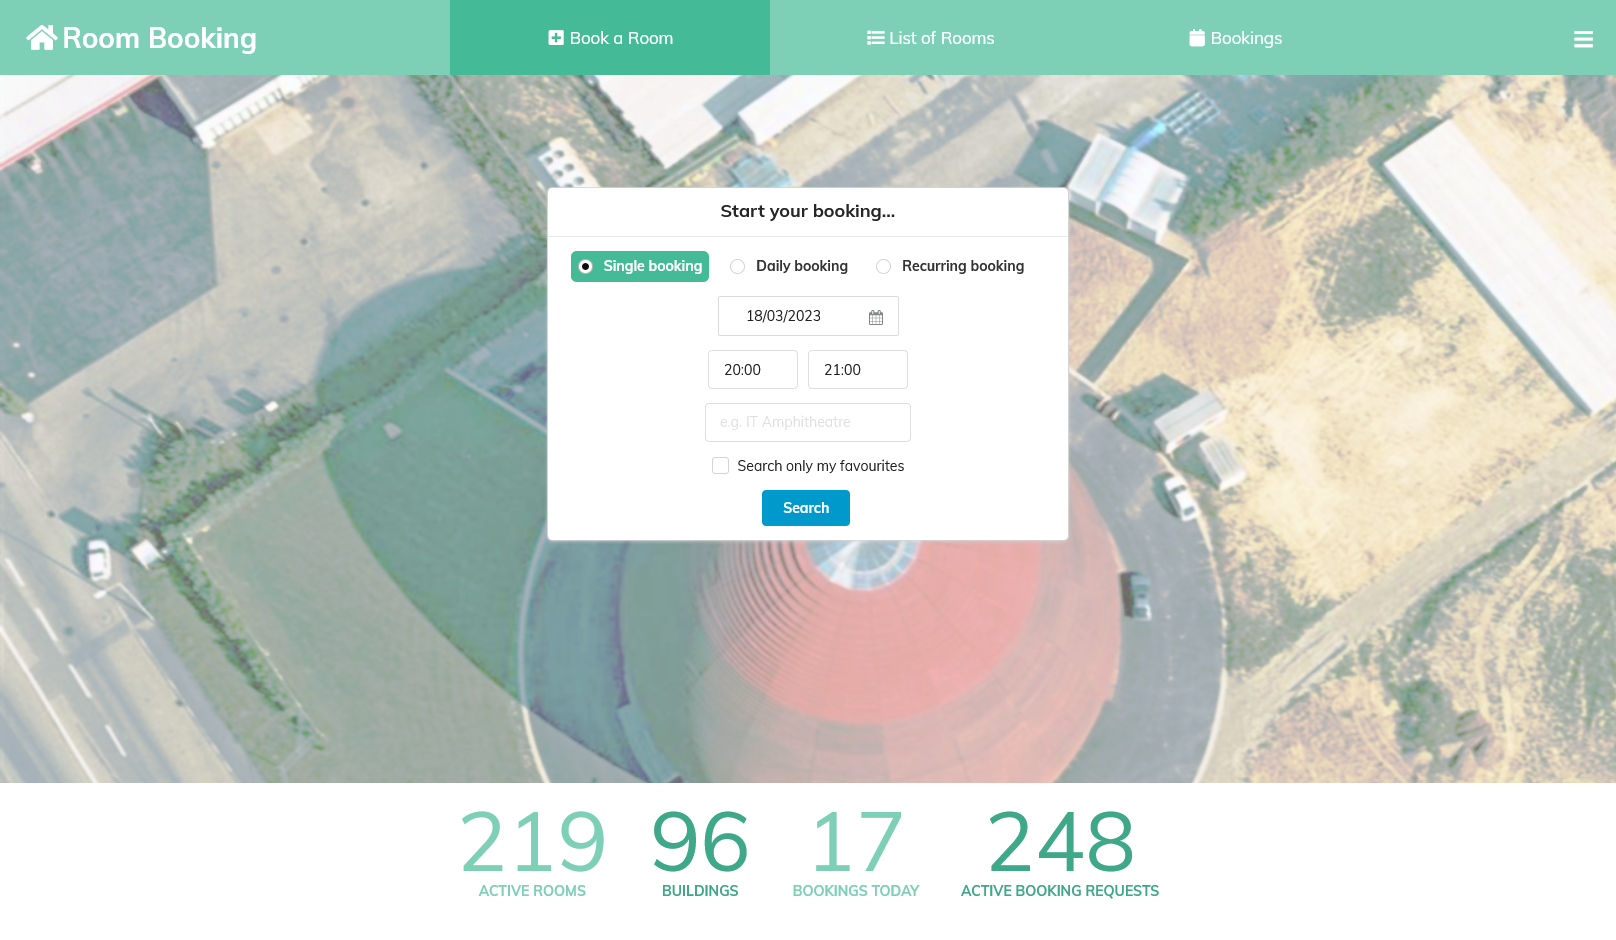 Room Booking
Book a Room
List of Rooms
Bookings
Start your booking...
Single booking
Daily booking
Recurring booking
18/03/2023
20:00
21:00
e.g. IT Amphitheatre
Search only my favourites
Search
219
96
17
248
ACTIVE ROOMS
BUILDINGS
BOOKINGS TODAY
ACTIVE BOOKING REQUESTS